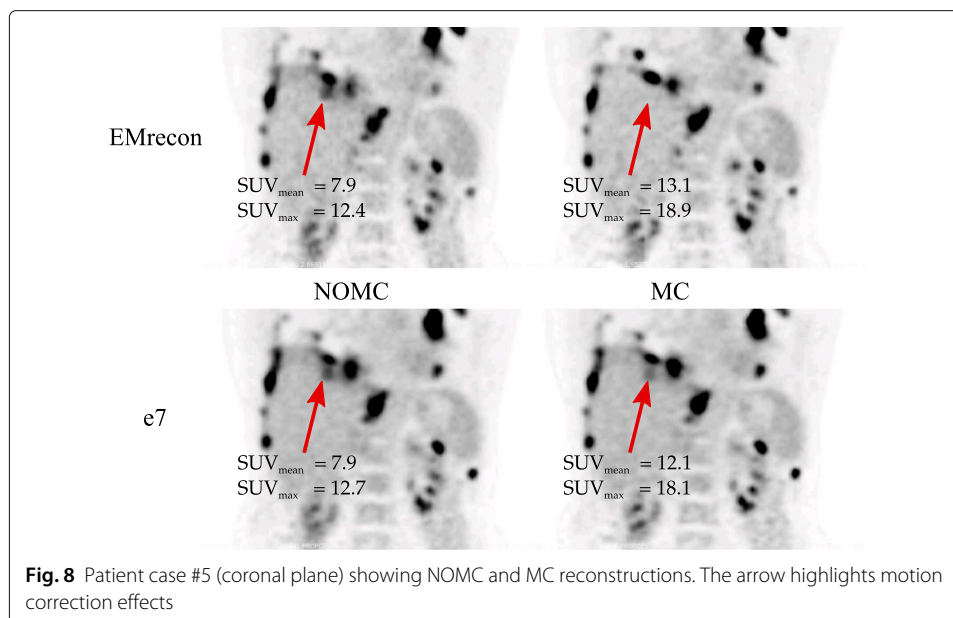 EMrecon
SUVmean = 7.9
SUVmax = 12.4
SUVmean = 13.1
SUVmax = 18.9
NOMC
MC
e7
SUVmean = 7.9
SUVmax = 12.7
SUVmean = 12.1
SUVmax = 18.1
Fig. 8 Patient case #5 (coronal plane) showing NOMC and MC reconstructions. The arrow highlights motion
correction effects